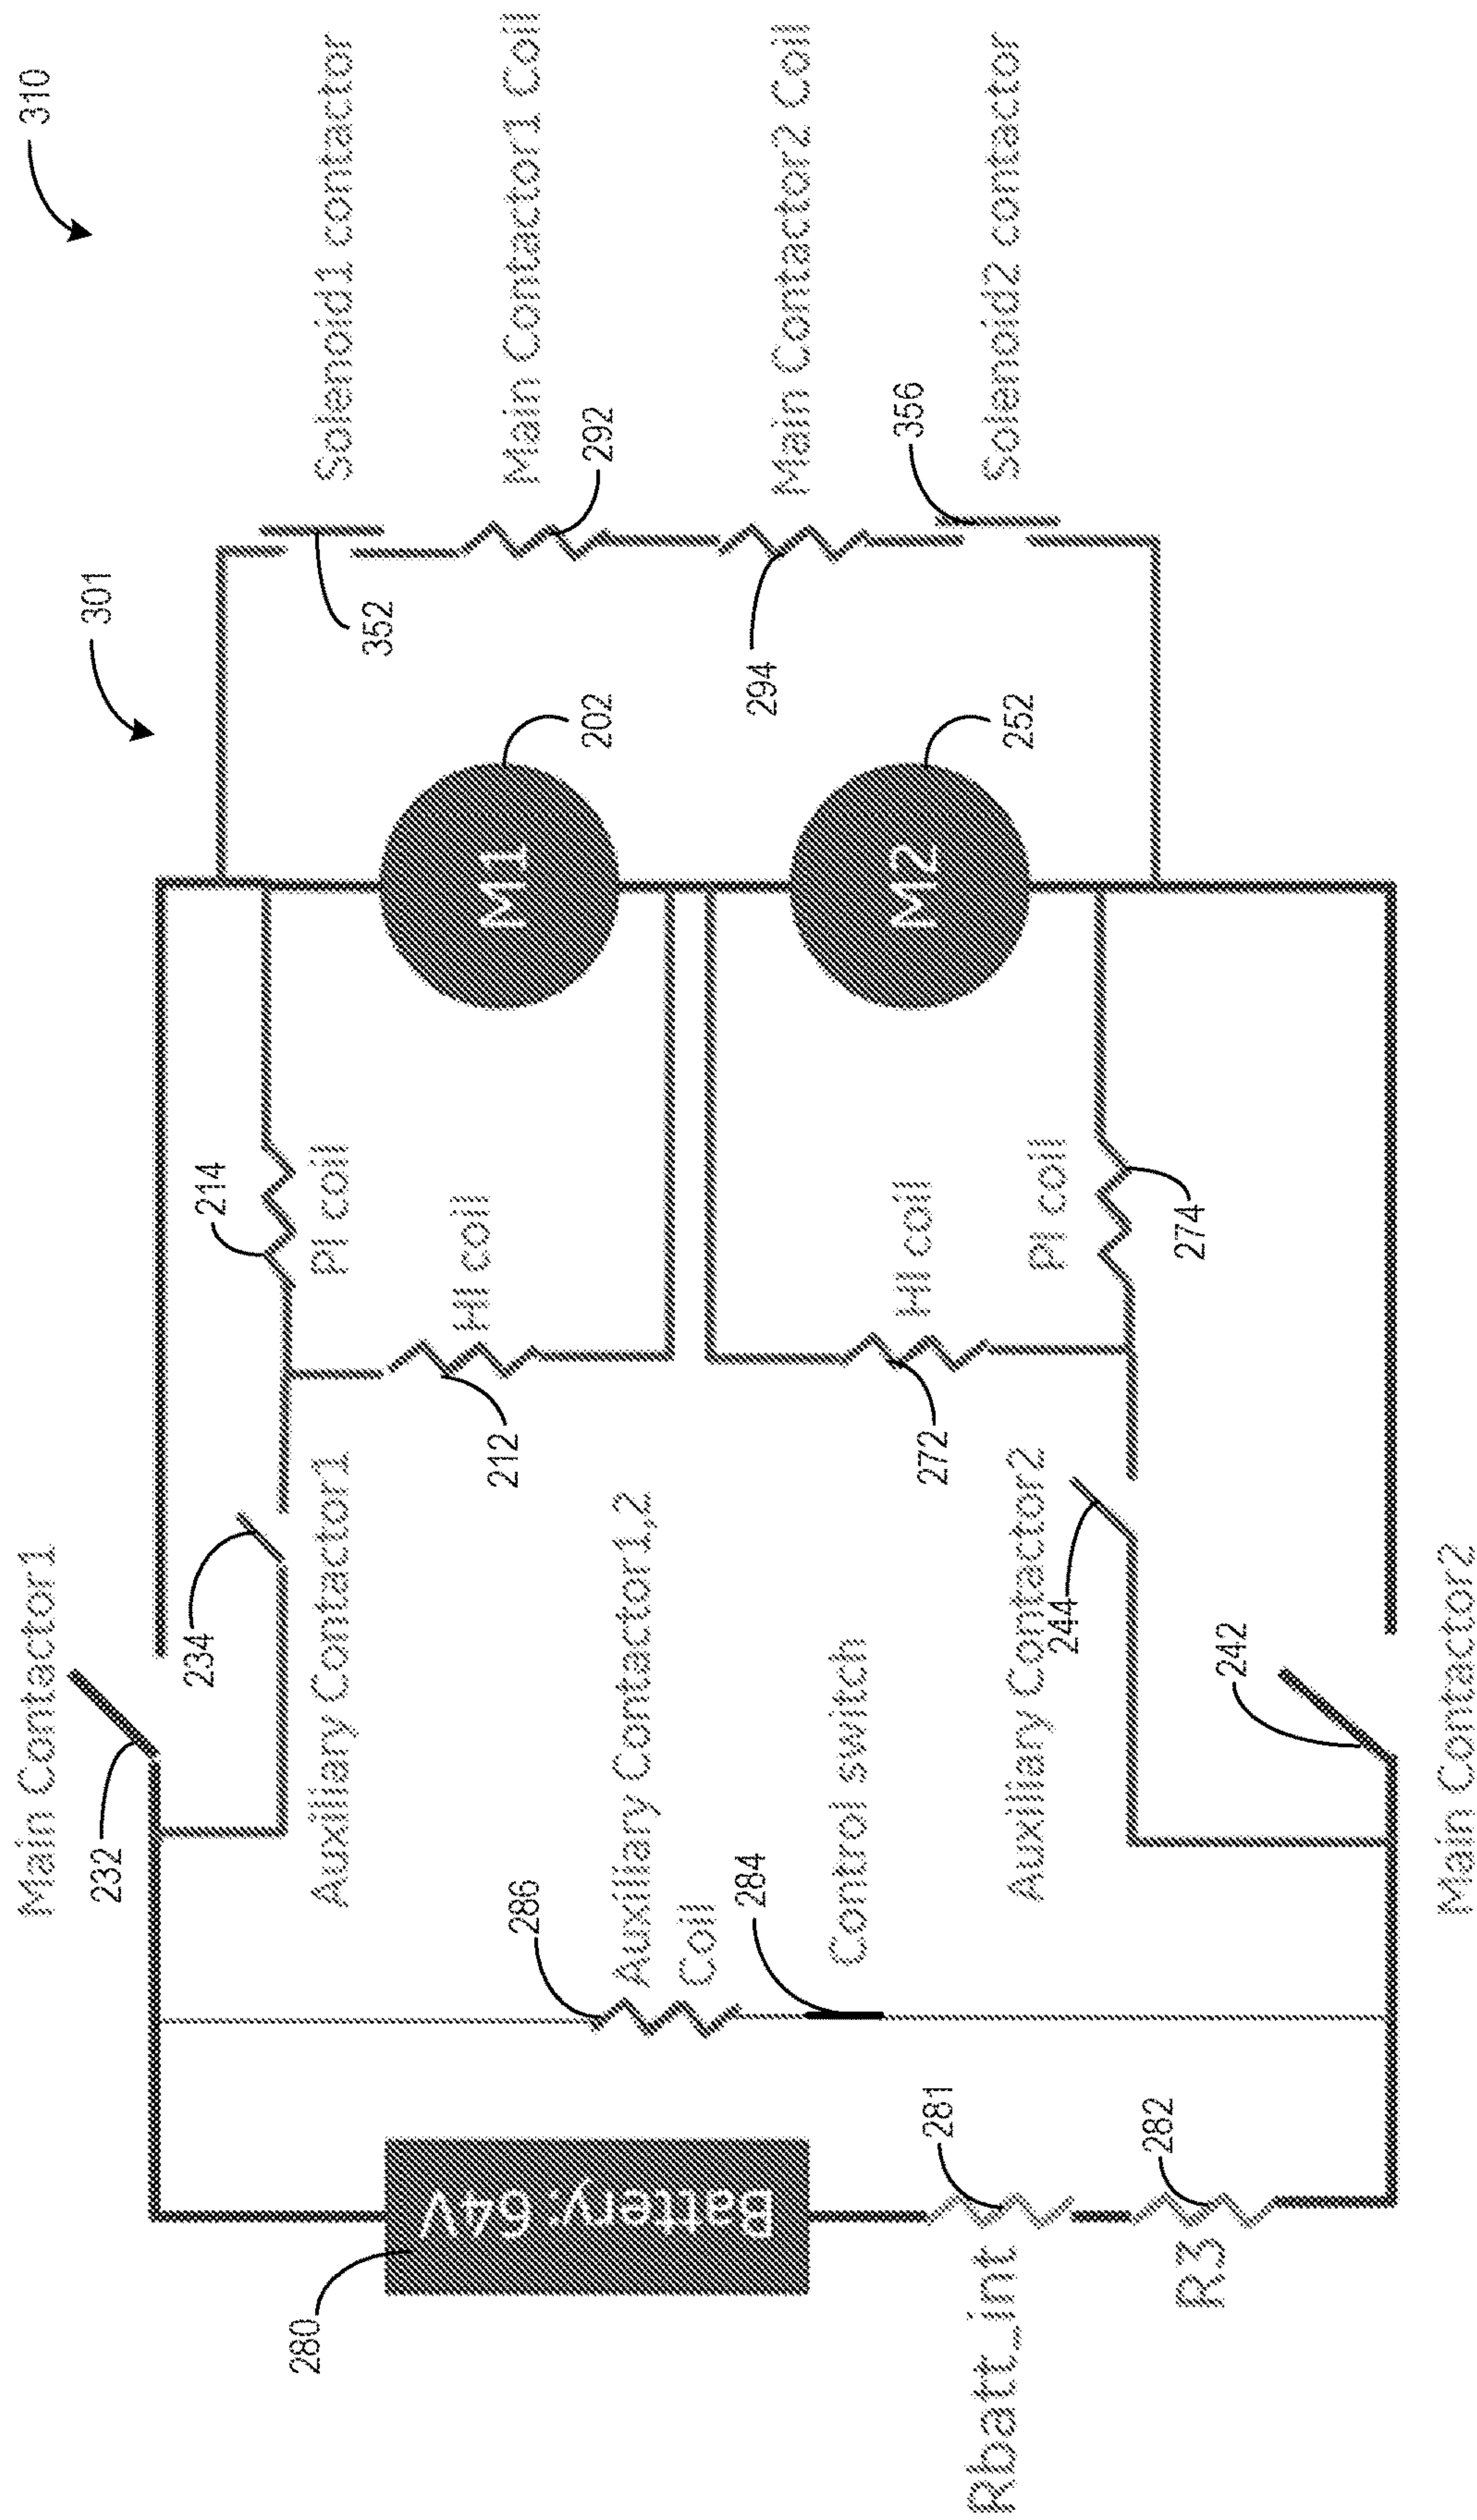 310
301
Main Contactor1
232
234
214
Auxiliary Contactor1
PI coil
Solenoid1 contactor
352
280
Battery: 64V
212
HI coil
M1
202
292
Main Contactor1 Coil
286
Auxiliary Contactor1,2
Coil
284
Control switch
294
Main Contactor2 Coil
281
Rbatt_int
272
HI coil
M2
252
356
Solenoid2 contactor
Auxiliary Contactor2
244
PI coil
274
282
R3
242
Main Contactor2